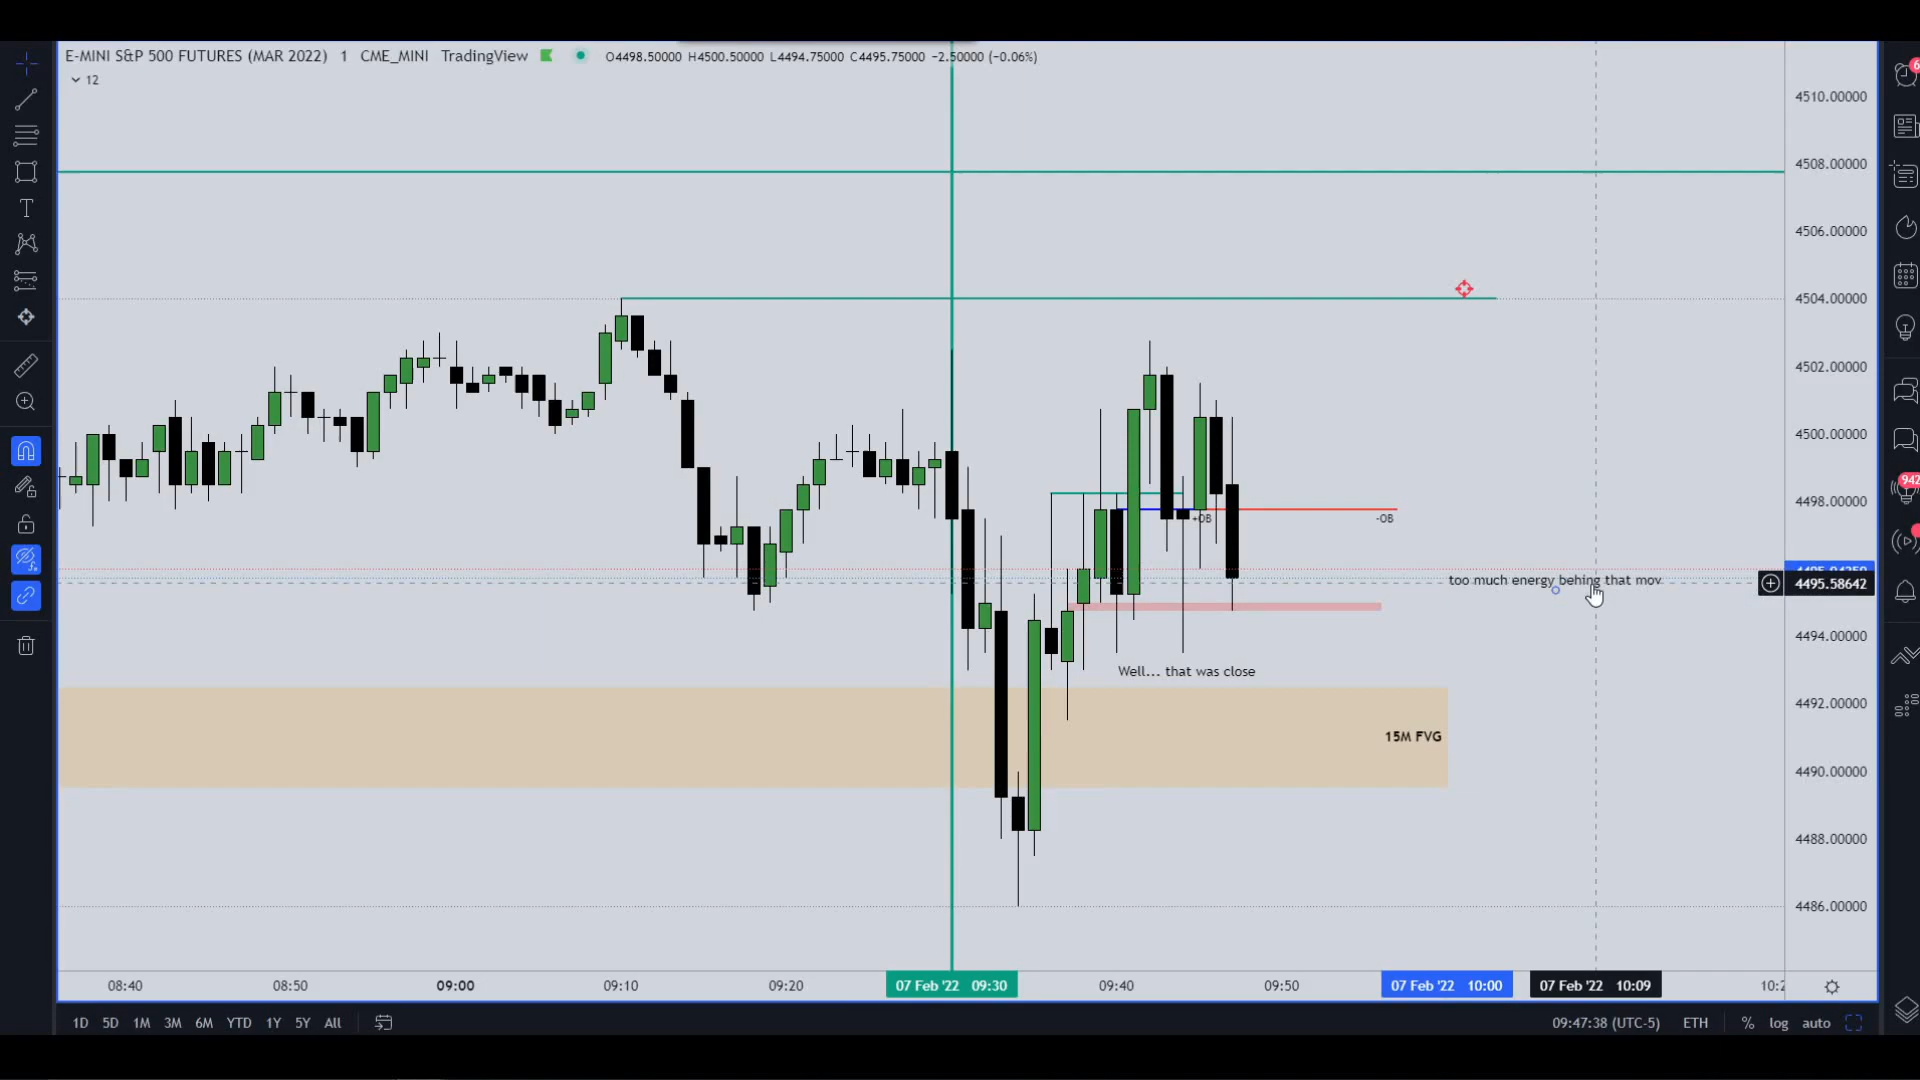 E-MINI S&P 500 FUTURES (MAR 2022) 1 CME_MINI TradingView O4498.50000 H4500.50000 L4494.75000 C4495.75000 −2.50000 (−0.06%)
12
4510.00000
4508.00000
4506.00000
4504.00000
4502.00000
4500.00000
4498.00000
+OB
-OB
too much energy behing that mov
4495.58642
4494.00000
Well... that was close
4492.00000
15M FVG
4490.00000
4488.00000
4486.00000
08:40 08:50 09:00 09:10 09:20 07 Feb '22 09:30 09:40 09:50 07 Feb '22 10:00 07 Feb '22 10:09
1D 5D 1M 3M 6M YTD 1Y 5Y All 09:47:38 (UTC-5) ETH % log auto
6
942
T